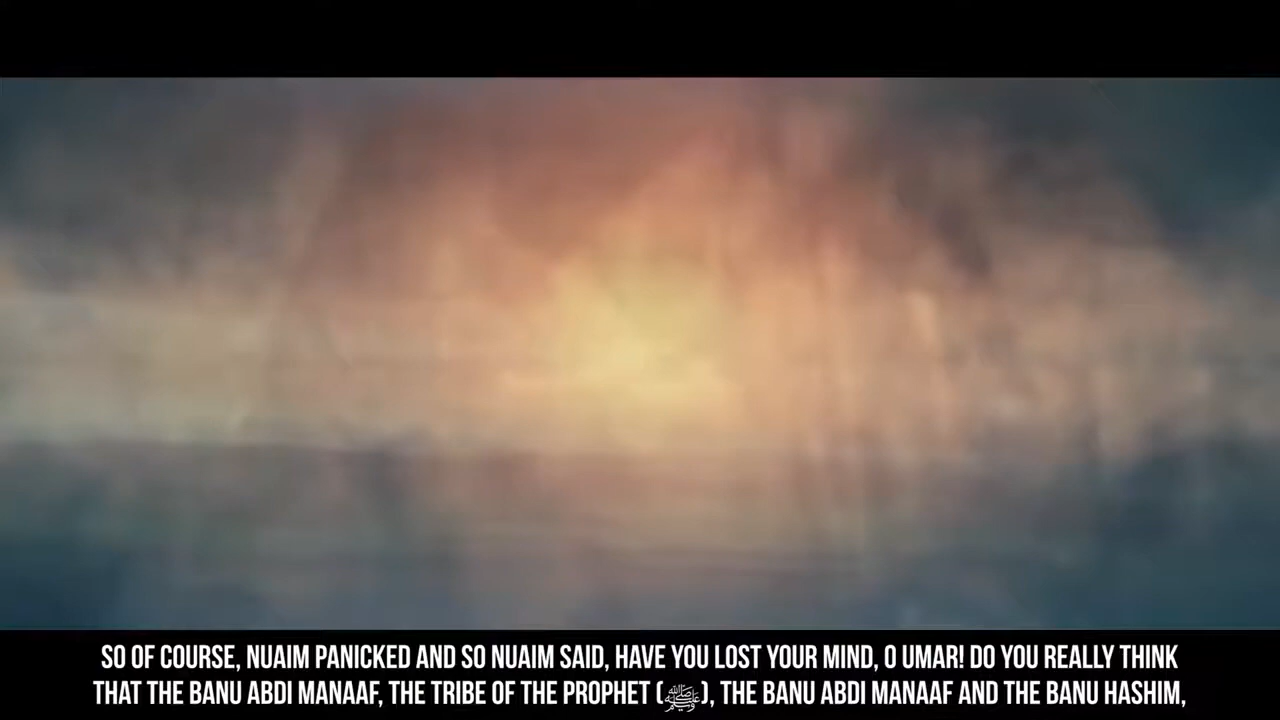 SO OF COURSE, NUAIM PANICKED AND SO NUAIM SAID, HAVE YOU LOST YOUR MIND, O UMAR! DO YOU REALLY THINK
THAT THE BANU ABDI MANAAF, THE TRIBE OF THE PROPHET (ﷺ), THE BANU ABDI MANAAF AND THE BANU HASHIM,